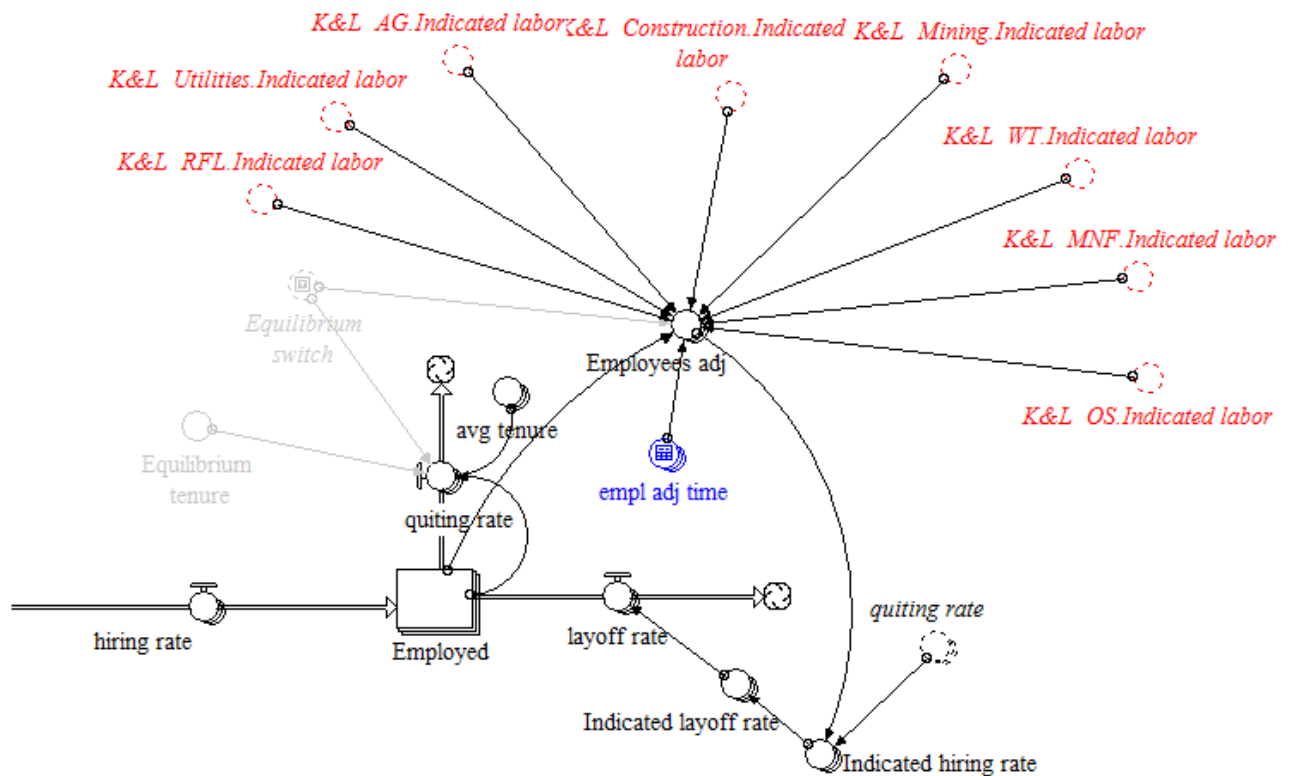 K&L AG.Indicated labor
K&L Construction.Indicated
labor
K&L Mining.Indicated labor
K&L Utilities.Indicated labor
K&L WT.Indicated labor
K&L RFL.Indicated labor
K&L MNF.Indicated labor
Equilibrium
switch
Employees adj
K&L OS.Indicated labor
avg tenure
Equilibrium
tenure
empl adj time
quiting rate
quiting rate
hiring rate
Employed
layoff rate
Indicated layoff rate
Indicated hiring rate